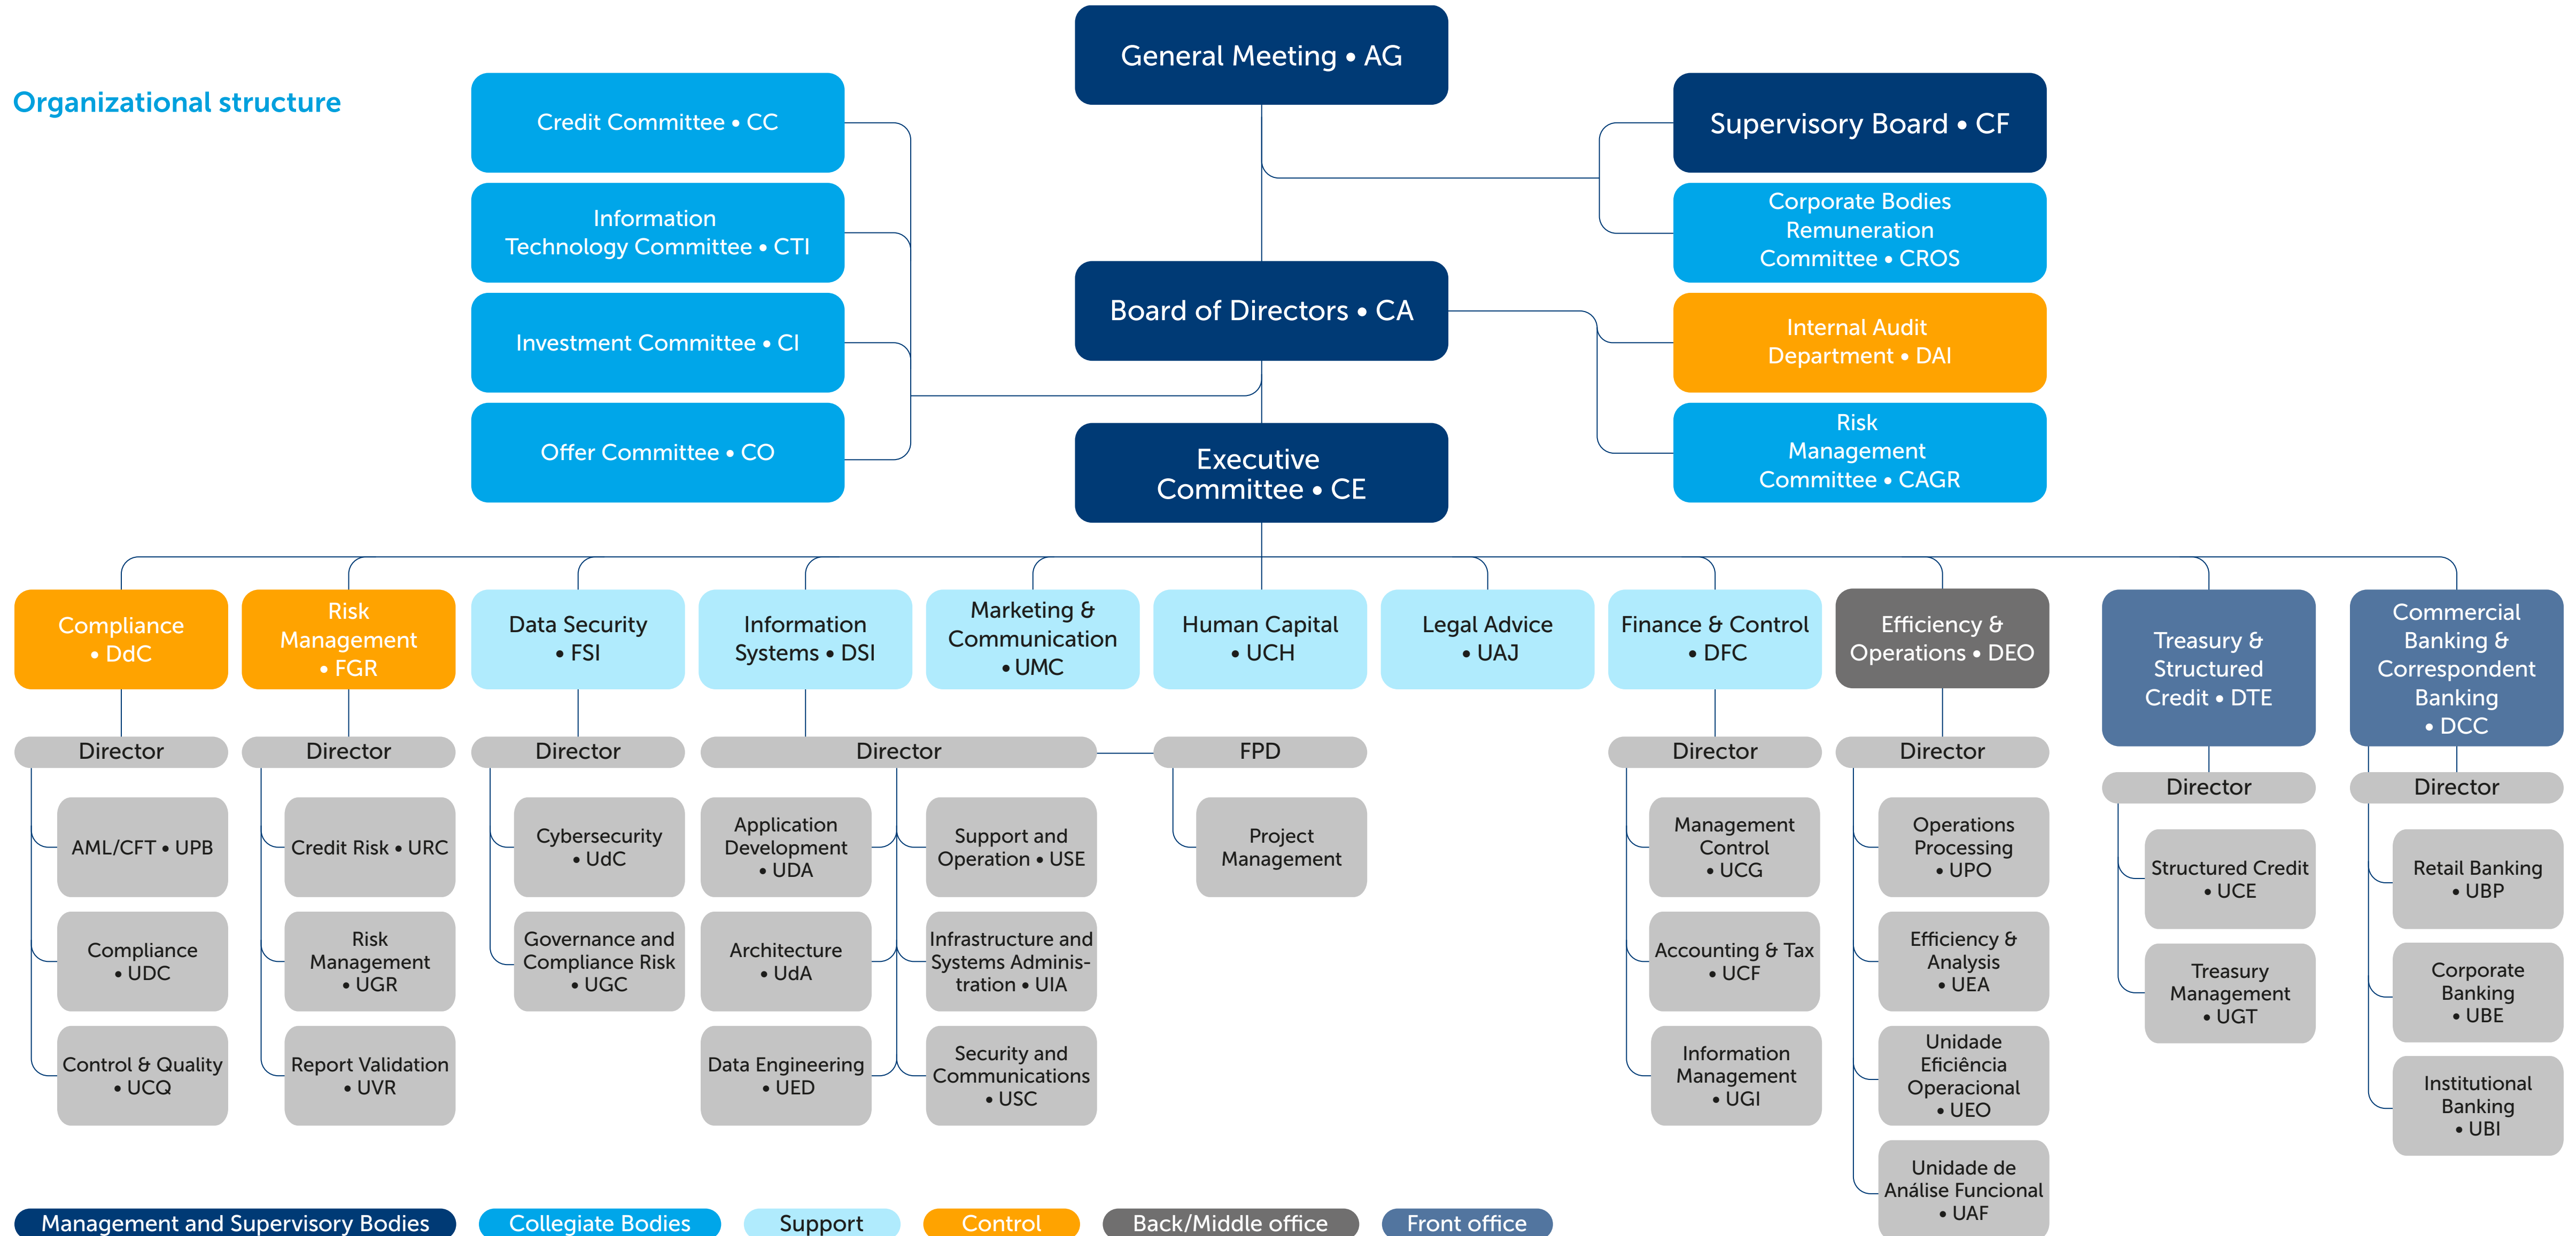 Organizational structure
General Meeting • AG
Credit Committee • CC
Information
Technology Committee • CTI
Investment Committee • CI
Offer Committee • CO
Supervisory Board • CF
Corporate Bodies
Remuneration
Committee • CROS
Board of Directors • CA
Internal Audit
Department • DAI
Risk
Management
Committee • CAGR
Executive
Committee • CE
Compliance
• DdC
Risk
Management
• FGR
Data Security
• FSI
Information
Systems • DSI
Marketing &
Communication
• UMC
Human Capital
• UCH
Legal Advice
• UAJ
Finance & Control
• DFC
Efficiency &
Operations • DEO
Treasury &
Structured
Credit • DTE
Commercial
Banking &
Correspondent
Banking
• DCC
Director
AML/CFT • UPB
Compliance
• UDC
Control & Quality
• UCQ
Director
Credit Risk • URC
Risk
Management
• UGR
Report Validation
• UVR
Director
Cybersecurity
• UdC
Governance and
Compliance Risk
• UGC
Director
Application
Development
• UDA
Architecture
• UdA
Data Engineering
• UED
Support and
Operation • USE
Infrastructure and
Systems Adminis-
tration • UIA
Security and
Communications
• USC
FPD
Project
Management
Director
Management
Control
• UCG
Accounting & Tax
• UCF
Information
Management
• UGI
Director
Operations
Processing
• UPO
Efficiency &
Analysis
• UEA
Unidade
Eficiência
Operacional
• UEO
Unidade de
Análise Funcional
• UAF
Director
Structured Credit
• UCE
Treasury
Management
• UGT
Director
Retail Banking
• UBP
Corporate
Banking
• UBE
Institutional
Banking
• UBI
Management and Supervisory Bodies
Collegiate Bodies
Support
Control
Back/Middle office
Front office